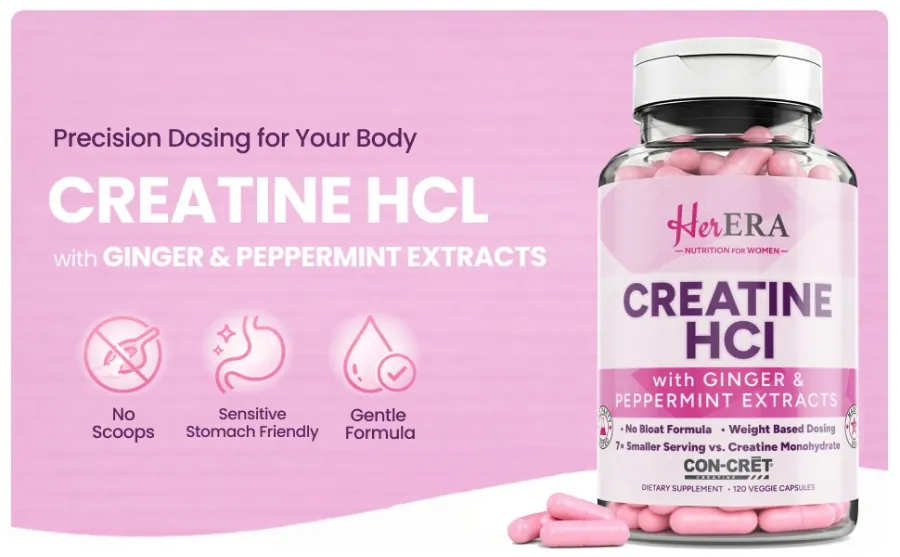 Precision Dosing for Your Body
CREATINE HCL
with GINGER & PEPPERMINT EXTRACTS
No
Scoops
Sensitive
Stomach Friendly
Gentle
Formula
HerERA
NUTRITION FOR WOMEN
CREATINE
HCl
with GINGER &
PEPPERMINT EXTRACTS
• No Bloat Formula • Weight Based Dosing
7x Smaller Serving vs. Creatine Monohydrate
CON-CRĒT
CREATINE
DIETARY SUPPLEMENT • 120 VEGGIE CAPSULES